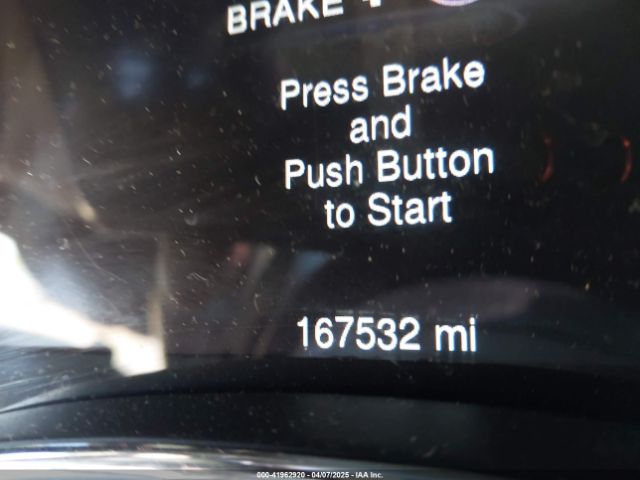 BRAKE
Press Brake
and
Push Button
to Start
167532 mi
000-41962920 - 04/07/2025 - IAA Inc.